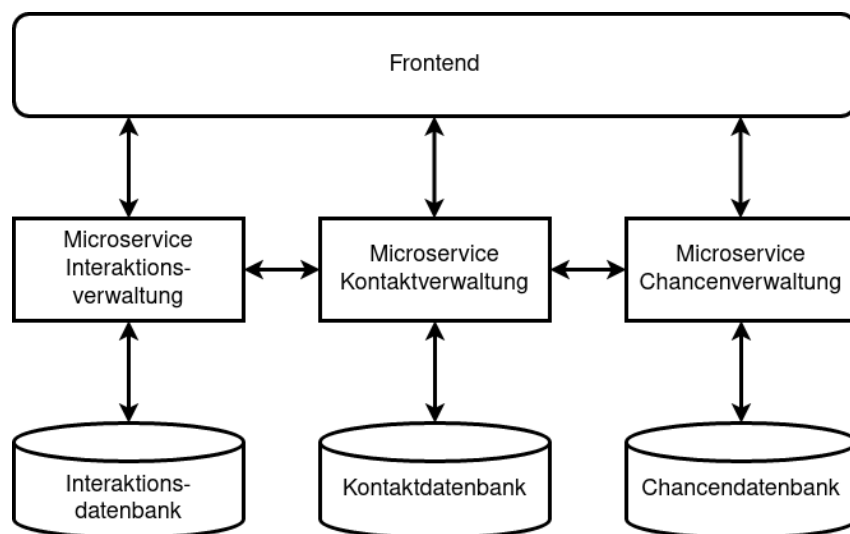 Frontend
Microservice
Interaktions-
verwaltung
Microservice
Kontaktverwaltung
Microservice
Chancenverwaltung
Interaktions-
datenbank
Kontaktdatenbank
Chancendatenbank